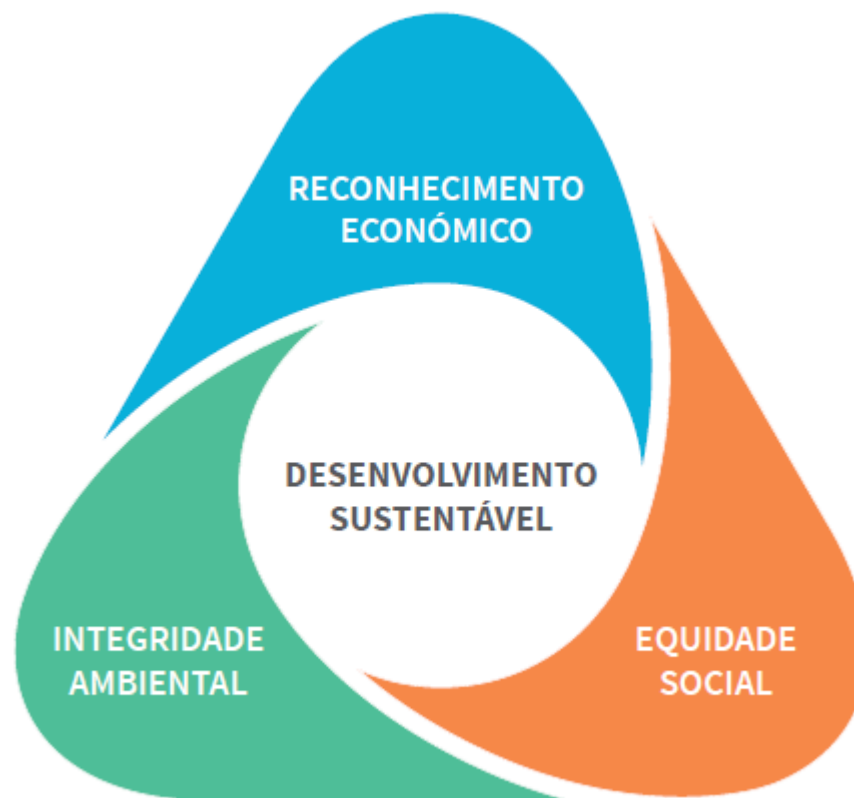 RECONHECIMENTO
ECONÓMICO
DESENVOLVIMENTO
SUSTENTÁVEL
INTEGRIDADE
AMBIENTAL
EQUIDADE
SOCIAL